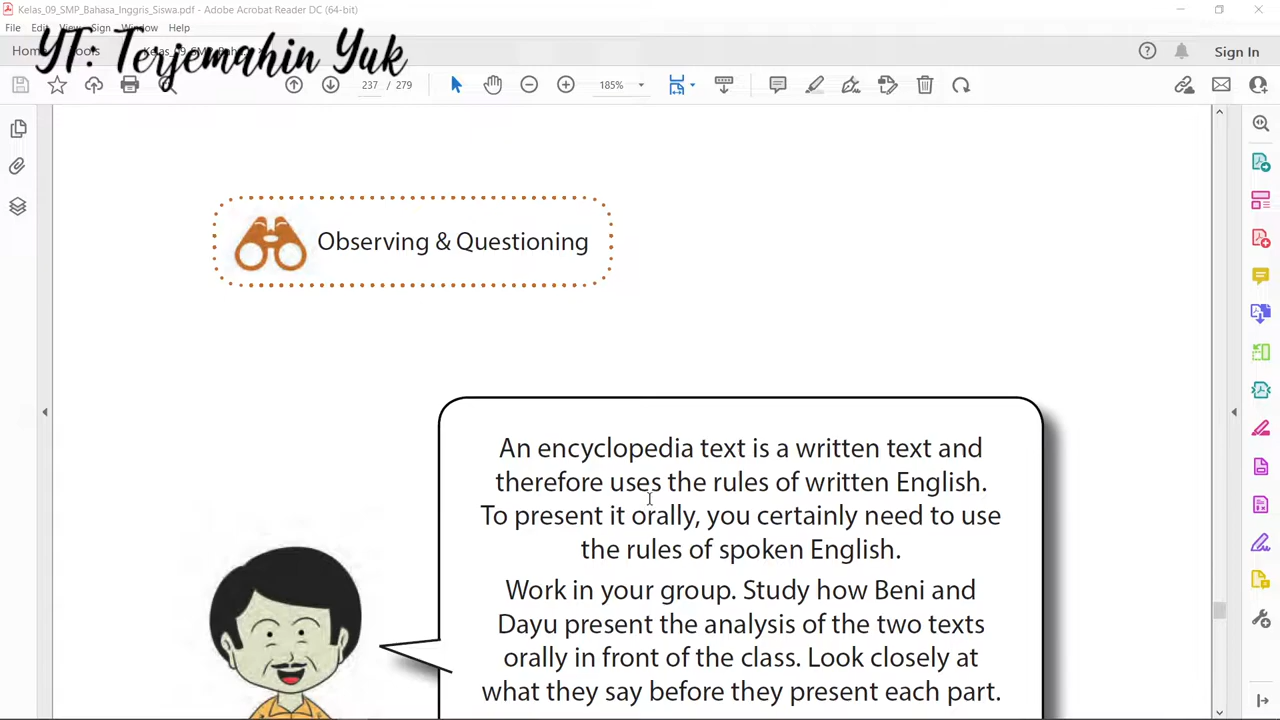 Kelas_09_SMP_Bahasa_Inggris_Siswa.pdf - Adobe Acrobat Reader DC (64-bit)
File Edit View Sign Window Help
YT: Terjemahin Yuk
Home Tools
Sign In
237 / 279
185%
Observing & Questioning
An encyclopedia text is a written text and
therefore uses the rules of written English.
To present it orally, you certainly need to use
the rules of spoken English.
Work in your group. Study how Beni and
Dayu present the analysis of the two texts
orally in front of the class. Look closely at
what they say before they present each part.